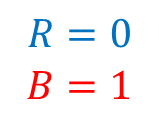 R = 0
B = 1